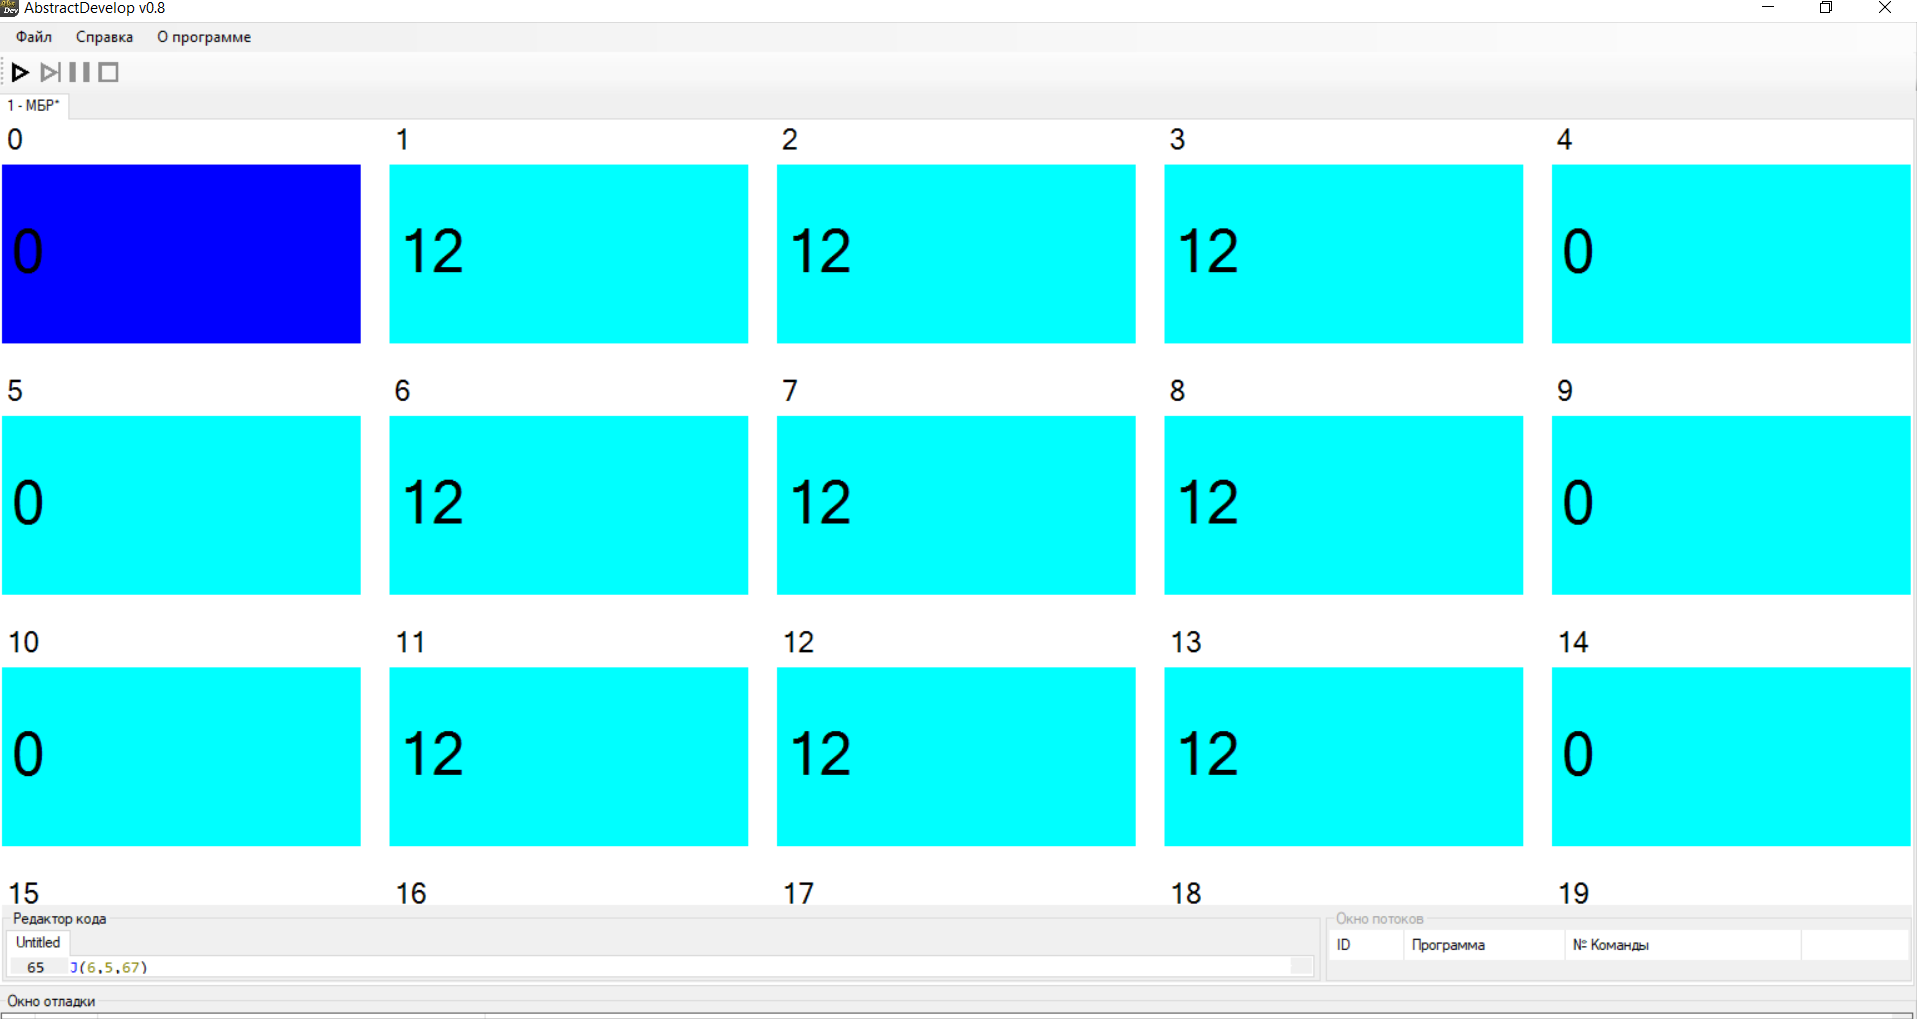 AbstractDevelop v0.8
Файл Справка О программе
1 - МБР*
0 1 2 3 4
0 12 12 12 0
5 6 7 8 9
0 12 12 12 0
10 11 12 13 14
0 12 12 12 0
15 16 17 18 19
Редактор кода Окно потоков
Untitled ID Программа № Команды
65 J(6,5,67)
Окно отладки